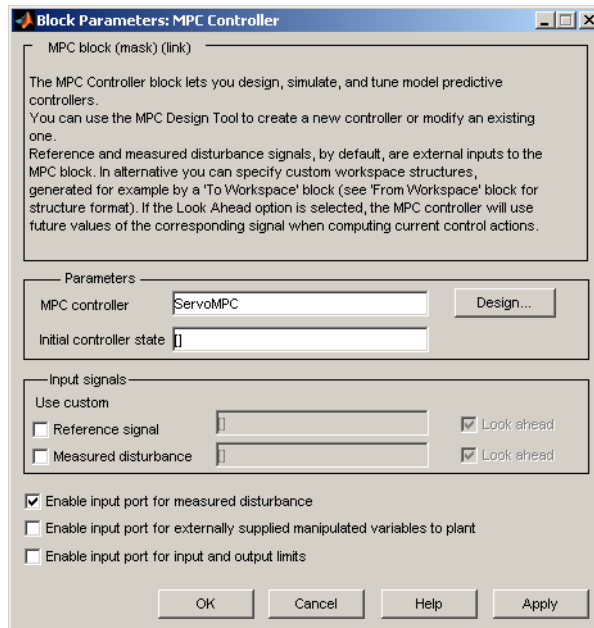 Block Parameters: MPC Controller
MPC block (mask) (link)
The MPC Controller block lets you design, simulate, and tune model predictive
controllers.
You can use the MPC Design Tool to create a new controller or modify an existing
one.
Reference and measured disturbance signals, by default, are external inputs to the
MPC block. In alternative you can specify custom workspace structures,
generated for example by a 'To Workspace' block (see 'From Workspace' block for
structure format). If the Look Ahead option is selected, the MPC controller will use
future values of the corresponding signal when computing current control actions.
Parameters
MPC controller ServoMPC Design...
Initial controller state []
Input signals
Use custom
Reference signal [] Look ahead
Measured disturbance [] Look ahead
Enable input port for measured disturbance
Enable input port for externally supplied manipulated variables to plant
Enable input port for input and output limits
OK Cancel Help Apply